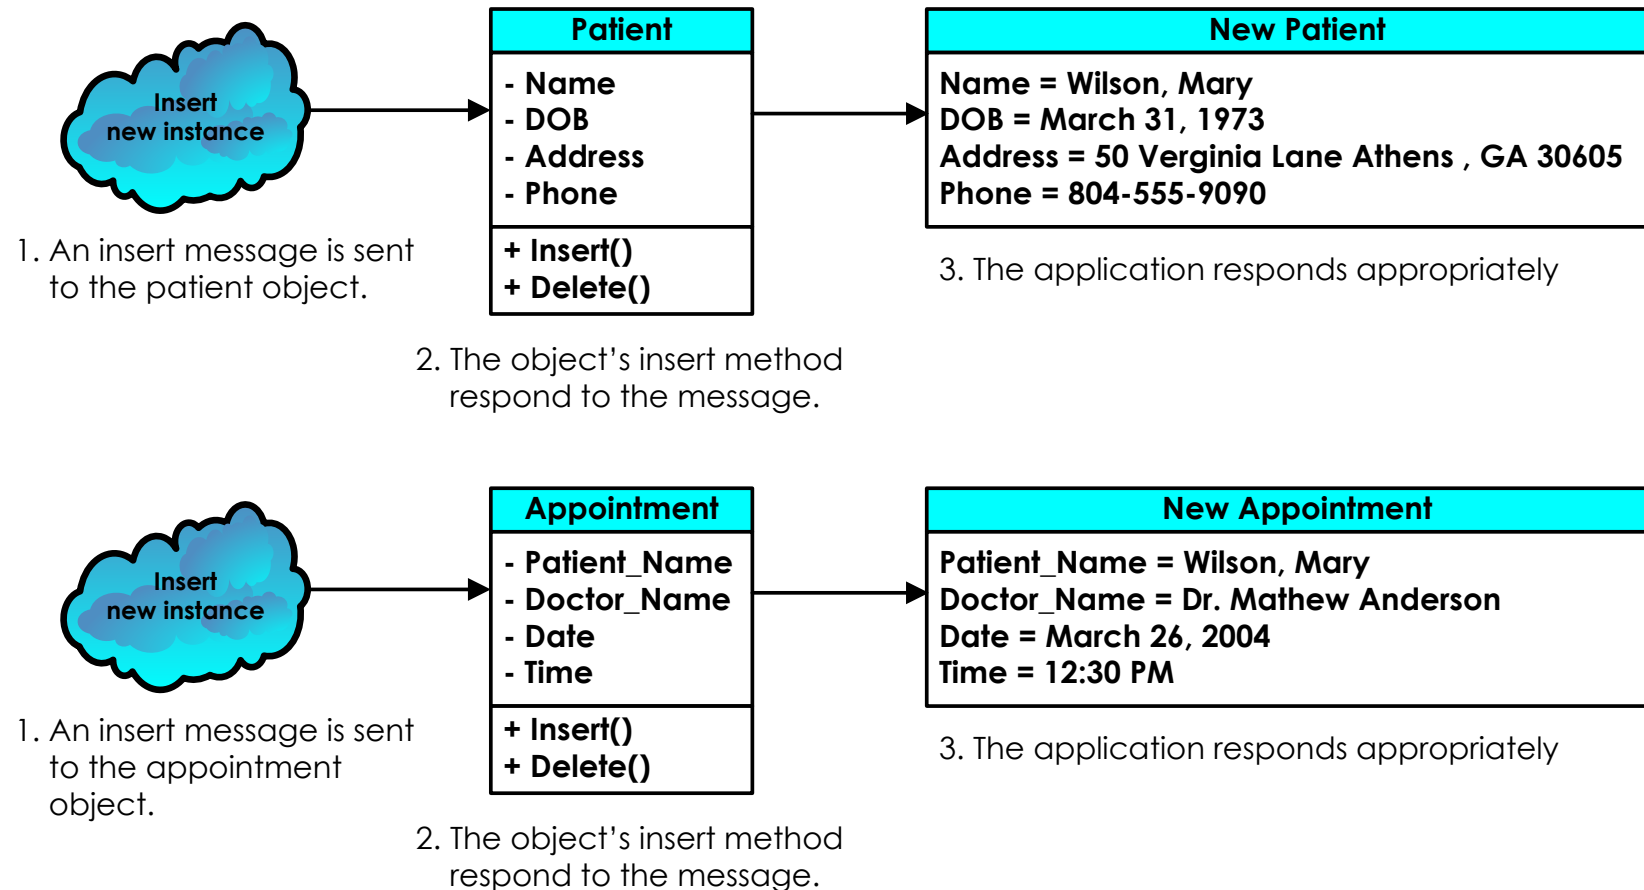 Insert
new instance
1. An insert message is sent
to the patient object.
Patient
- Name
- DOB
- Address
- Phone
+ Insert()
+ Delete()
2. The object’s insert method
respond to the message.
New Patient
Name = Wilson, Mary
DOB = March 31, 1973
Address = 50 Verginia Lane Athens , GA 30605
Phone = 804-555-9090
3. The application responds appropriately
Insert
new instance
1. An insert message is sent
to the appointment
object.
Appointment
- Patient_Name
- Doctor_Name
- Date
- Time
+ Insert()
+ Delete()
2. The object’s insert method
respond to the message.
New Appointment
Patient_Name = Wilson, Mary
Doctor_Name = Dr. Mathew Anderson
Date = March 26, 2004
Time = 12:30 PM
3. The application responds appropriately